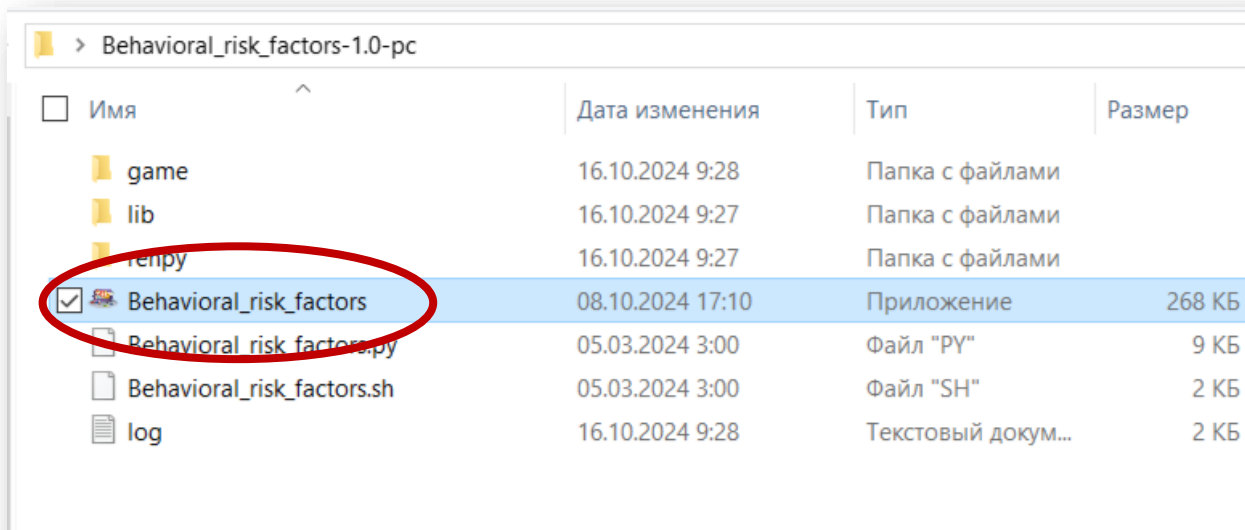 Behavioral_risk_factors-1.0-pc
Имя Дата изменения Тип Размер
game 16.10.2024 9:28 Папка с файлами
lib 16.10.2024 9:27 Папка с файлами
renpy 16.10.2024 9:27 Папка с файлами
Behavioral_risk_factors 08.10.2024 17:10 Приложение 268 КБ
Behavioral_risk_factors.py 05.03.2024 3:00 Файл "PY" 9 КБ
Behavioral_risk_factors.sh 05.03.2024 3:00 Файл "SH" 2 КБ
log 16.10.2024 9:28 Текстовый докум... 2 КБ